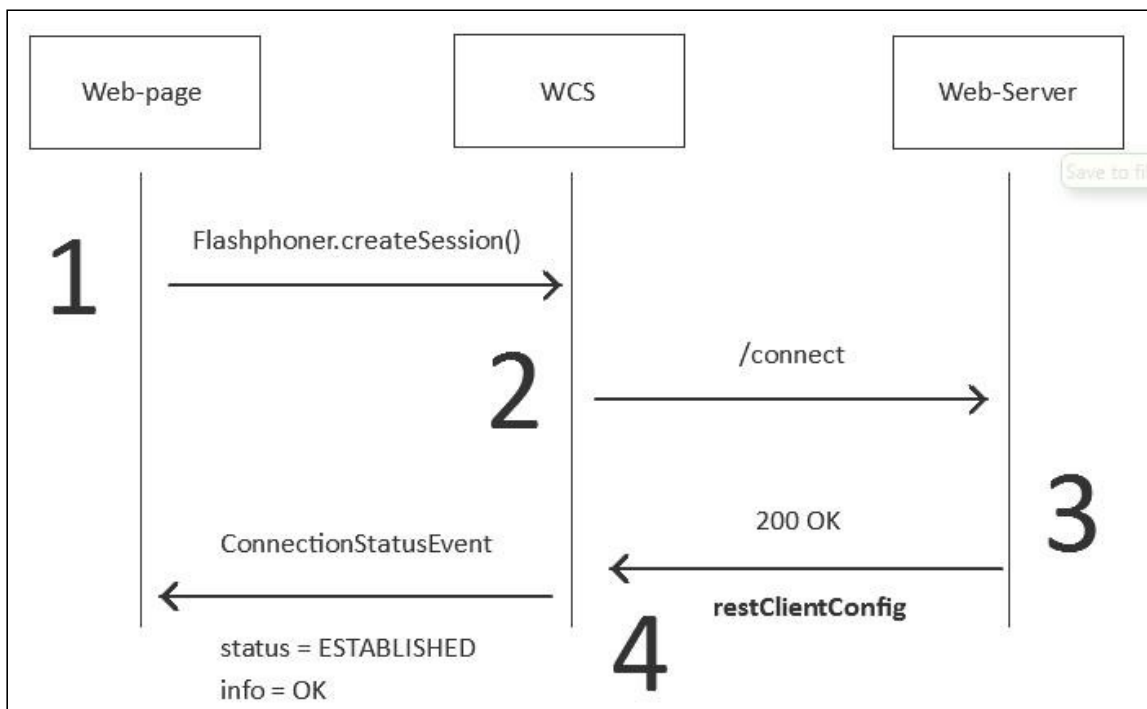 Web-page
WCS
Web-Server
Save to fi
1
Flashphoner.createSession()
2
/connect
3
200 OK
restClientConfig
ConnectionStatusEvent
4
status = ESTABLISHED
info = OK